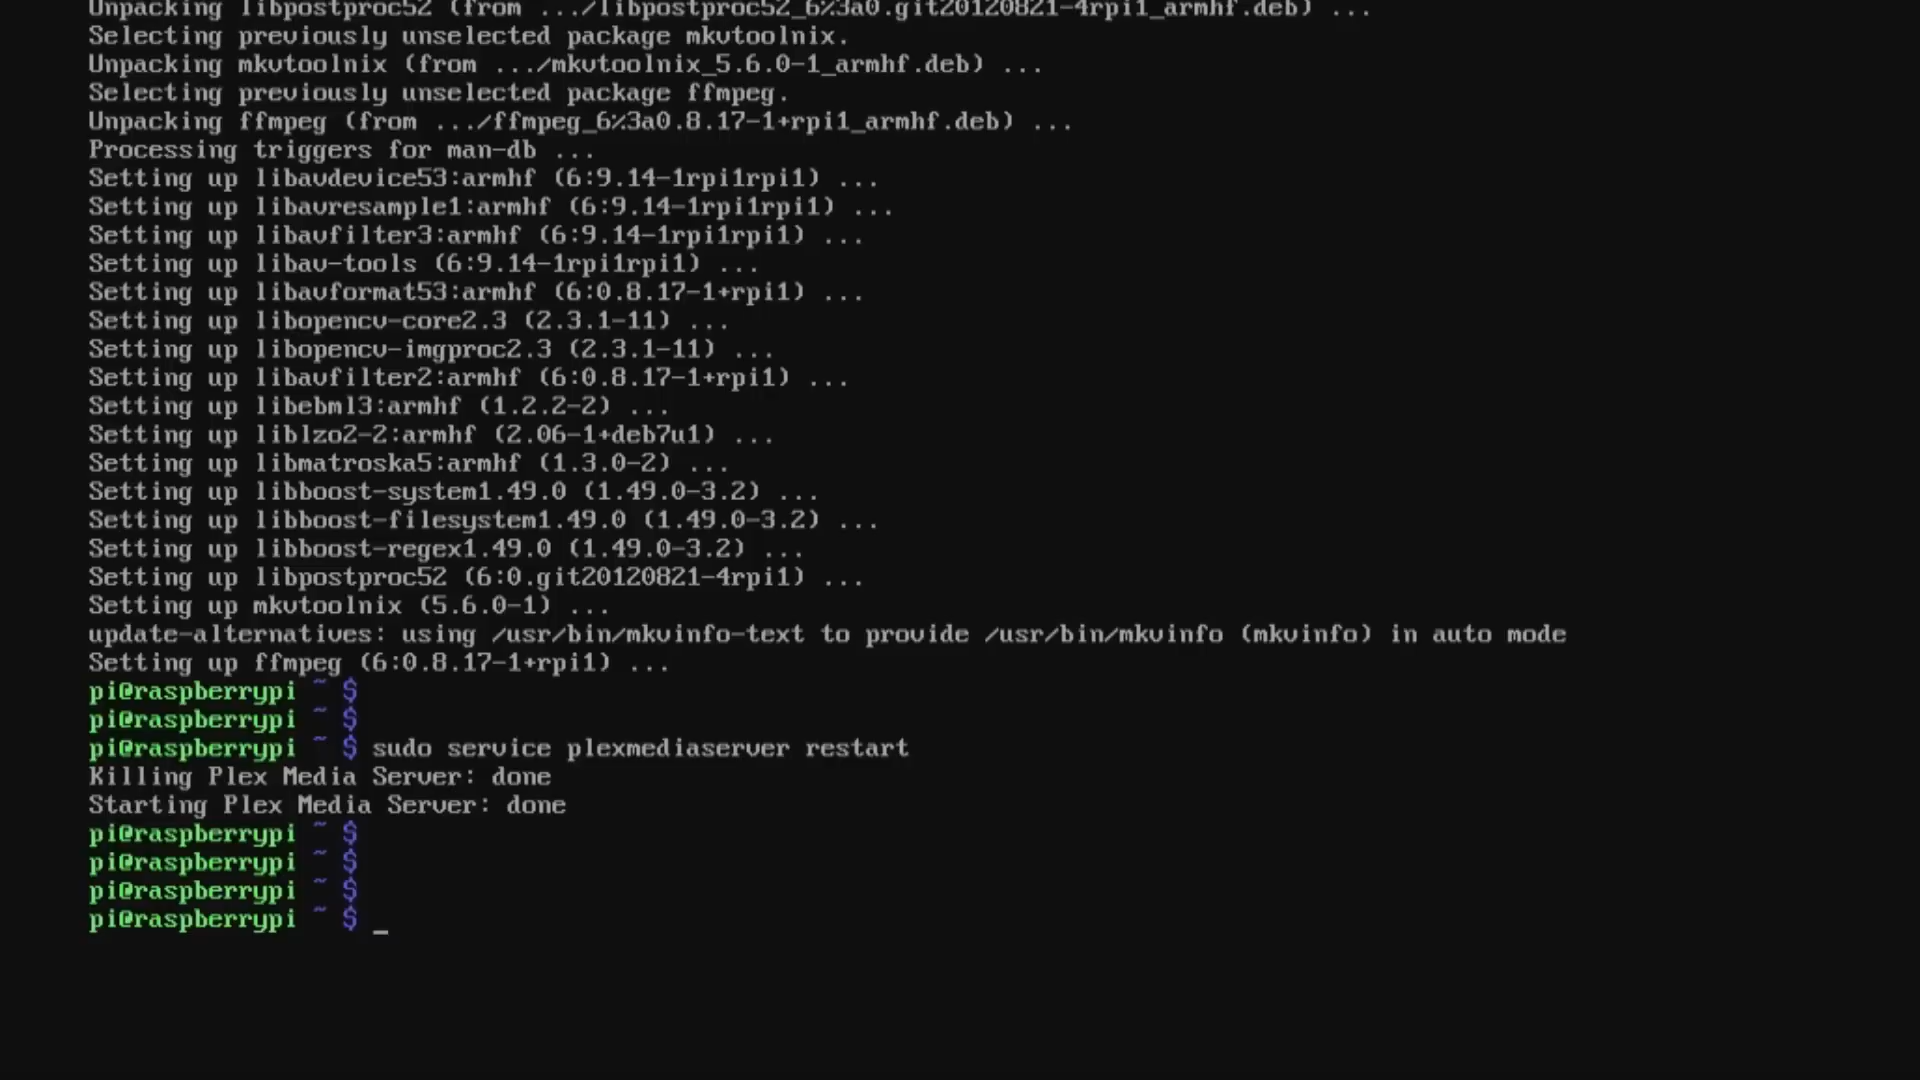 Unpacking libpostproc52 (from .../libpostproc52_6%3a0.git20120821-4rpi1_armhf.deb) ...
Selecting previously unselected package mkvtoolnix.
Unpacking mkvtoolnix (from .../mkvtoolnix_5.6.0-1_armhf.deb) ...
Selecting previously unselected package ffmpeg.
Unpacking ffmpeg (from .../ffmpeg_6%3a0.8.17-1+rpi1_armhf.deb) ...
Processing triggers for man-db ...
Setting up libavdevice53:armhf (6:9.14-1rpi1rpi1) ...
Setting up libavresample1:armhf (6:9.14-1rpi1rpi1) ...
Setting up libavfilter3:armhf (6:9.14-1rpi1rpi1) ...
Setting up libav-tools (6:9.14-1rpi1rpi1) ...
Setting up libavformat53:armhf (6:0.8.17-1+rpi1) ...
Setting up libopencv-core2.3 (2.3.1-11) ...
Setting up libopencv-imgproc2.3 (2.3.1-11) ...
Setting up libavfilter2:armhf (6:0.8.17-1+rpi1) ...
Setting up libebml3:armhf (1.2.2-2) ...
Setting up liblzo2-2:armhf (2.06-1+deb7u1) ...
Setting up libmatroska5:armhf (1.3.0-2) ...
Setting up libboost-system1.49.0 (1.49.0-3.2) ...
Setting up libboost-filesystem1.49.0 (1.49.0-3.2) ...
Setting up libboost-regex1.49.0 (1.49.0-3.2) ...
Setting up libpostproc52 (6:0.git20120821-4rpi1) ...
Setting up mkvtoolnix (5.6.0-1) ...
update-alternatives: using /usr/bin/mkvinfo-text to provide /usr/bin/mkvinfo (mkvinfo) in auto mode
Setting up ffmpeg (6:0.8.17-1+rpi1) ...
pi@raspberrypi ~ $
pi@raspberrypi ~ $
pi@raspberrypi ~ $ sudo service plexmediaserver restart
Killing Plex Media Server: done
Starting Plex Media Server: done
pi@raspberrypi ~ $
pi@raspberrypi ~ $
pi@raspberrypi ~ $
pi@raspberrypi ~ $ _